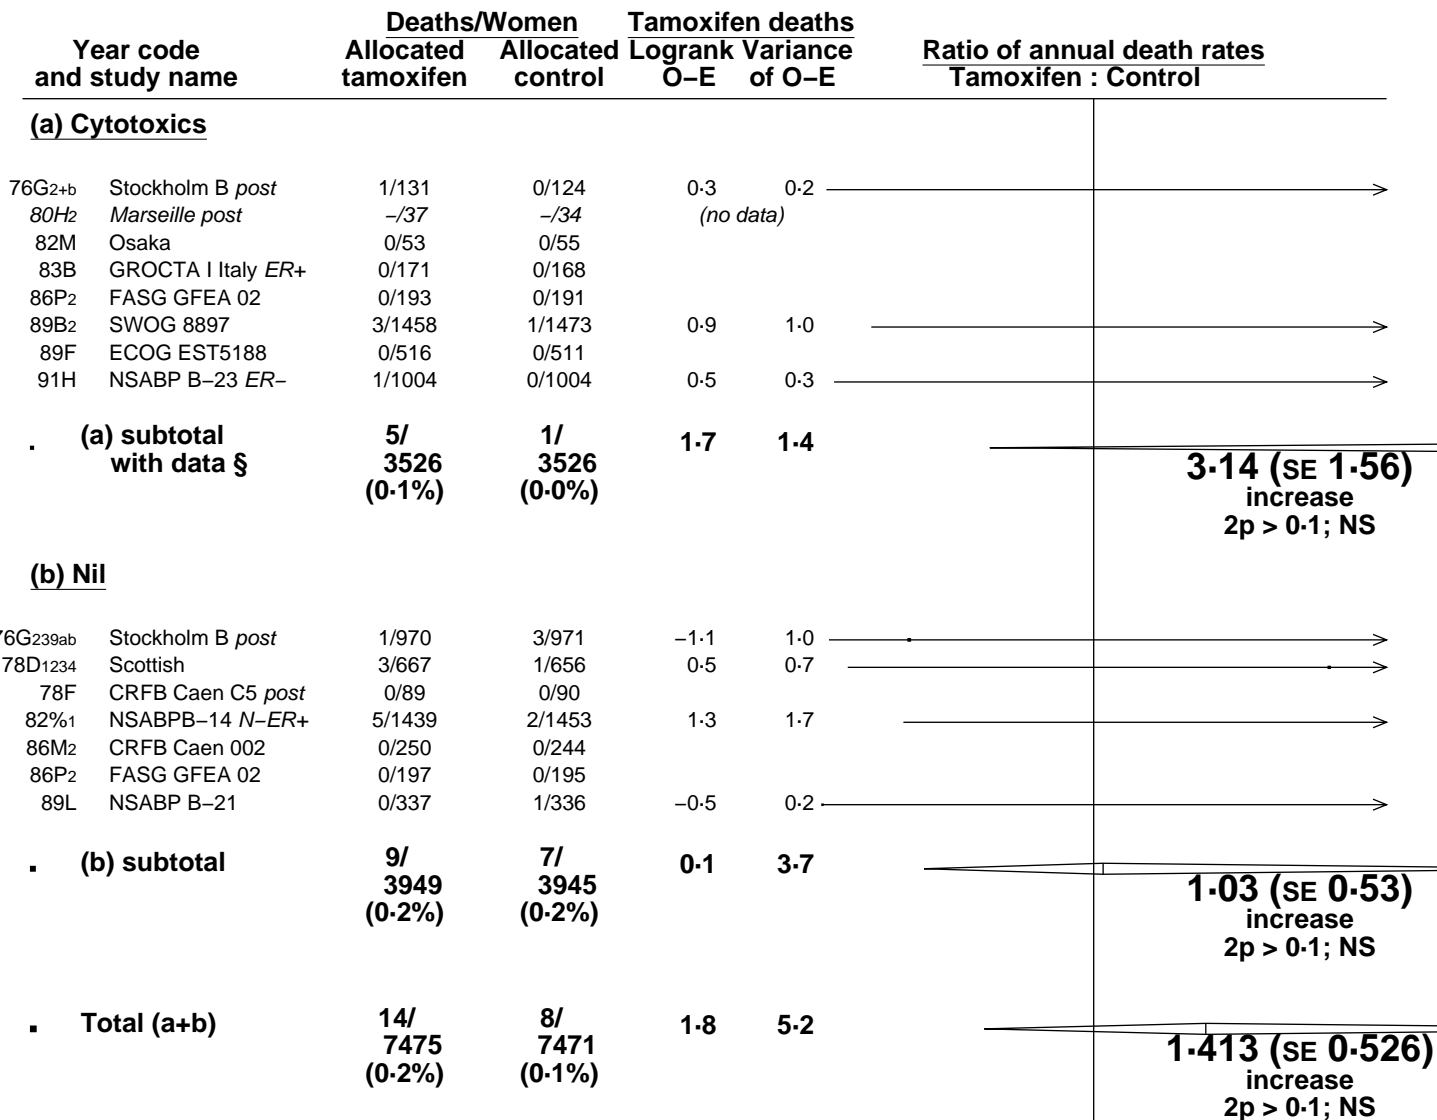 Deaths/Women Tamoxifen deaths
Year code Allocated Allocated Logrank Variance Ratio of annual death rates
and study name tamoxifen control O–E of O–E Tamoxifen : Control
(a) Cytotoxics
76G2+b Stockholm B post 1/131 0/124 0·3 0·2
80H2 Marseille post –/37 –/34 (no data)
82M Osaka 0/53 0/55
83B GROCTA I Italy ER+ 0/171 0/168
86P2 FASG GFEA 02 0/193 0/191
89B2 SWOG 8897 3/1458 1/1473 0·9 1·0
89F ECOG EST5188 0/516 0/511
91H NSABP B–23 ER– 1/1004 0/1004 0·5 0·3
(a) subtotal 5/ 1/ 1·7 1·4
with data § 3526 3526 3·14 (SE 1·56)
(0·1%) (0·0%) increase
2p > 0·1; NS
(b) Nil
76G239ab Stockholm B post 1/970 3/971 –1·1 1·0
78D1234 Scottish 3/667 1/656 0·5 0·7
78F CRFB Caen C5 post 0/89 0/90
82%1 NSABPB–14 N–ER+ 5/1439 2/1453 1·3 1·7
86M2 CRFB Caen 002 0/250 0/244
86P2 FASG GFEA 02 0/197 0/195
89L NSABP B–21 0/337 1/336 –0·5 0·2
(b) subtotal 9/ 7/ 0·1 3·7
3949 3945 1·03 (SE 0·53)
(0·2%) (0·2%) increase
2p > 0·1; NS
Total (a+b) 14/ 8/ 1·8 5·2
7475 7471 1·413 (SE 0·526)
(0·2%) (0·1%) increase
2p > 0·1; NS